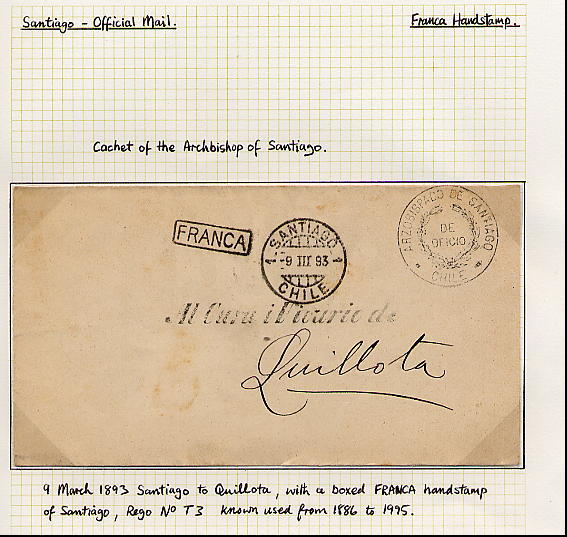 Santiago - Official Mail.
Franca Handstamp.
Cachet of the Archbishop of Santiago.
FRANCA
SANTIAGO
1 -9 III 93 1
CHILE
ARZOBISPADO DE SANTIAGO
DE
OFICIO
* CHILE *
Al Cura i Vicario de
Quillota
9 March 1893 Santiago to Quillota, with a boxed FRANCA handstamp
of Santiago, Rego Nº T3 known used from 1886 to 1995.